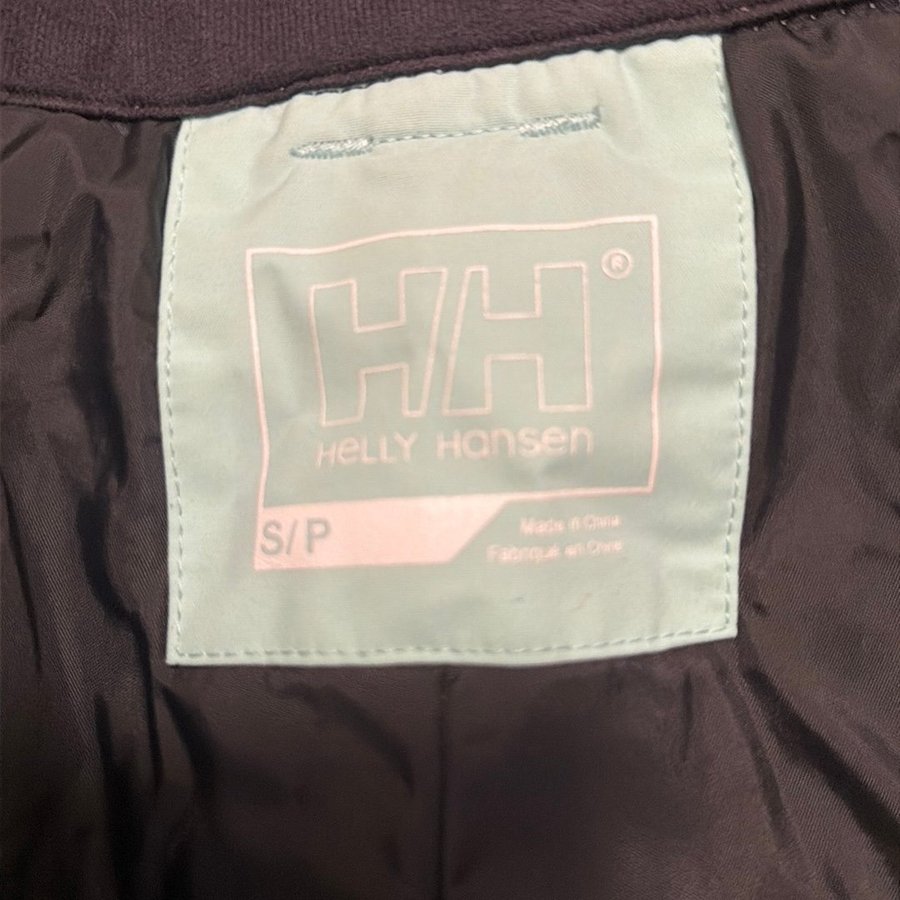 HH®
HELLY HANSEN
S/P
Made in China
Fabriqué en Chine